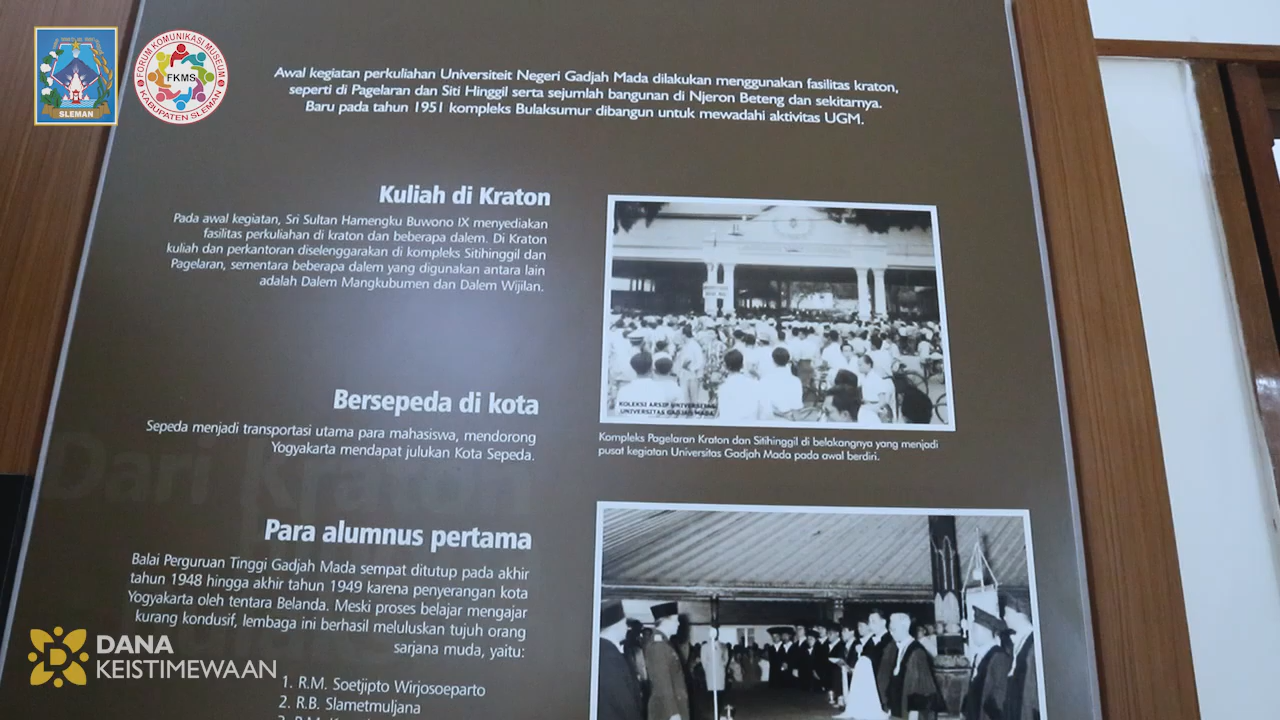 SLEMAN
FORUM KOMUNIKASI MUSEUM
FKMS
KABUPATEN SLEMAN
Awal kegiatan perkuliahan Universiteit Negeri Gadjah Mada dilakukan menggunakan fasilitas kraton,
seperti di Pagelaran dan Siti Hinggil serta sejumlah bangunan di Njeron Beteng dan sekitarnya.
Baru pada tahun 1951 kompleks Bulaksumur dibangun untuk mewadahi aktivitas UGM.
Kuliah di Kraton
Pada awal kegiatan, Sri Sultan Hamengku Buwono IX menyediakan
fasilitas perkuliahan di kraton dan beberapa dalem. Di Kraton
kuliah dan perkantoran diselenggarakan di kompleks Sitihinggil dan
Pagelaran, sementara beberapa dalem yang digunakan antara lain
adalah Dalem Mangkubumen dan Dalem Wijilan.
KOLEKSI ARSIP UNIVERSITAS
UNIVERSITAS GADJAH MADA
Kompleks Pagelaran Kraton dan Sitihinggil di belakangnya yang menjadi
pusat kegiatan Universitas Gadjah Mada pada awal berdiri.
Bersepeda di kota
Sepeda menjadi transportasi utama para mahasiswa, mendorong
Yogyakarta mendapat julukan Kota Sepeda.
Dari Kraton
Para alumnus pertama
Balai Perguruan Tinggi Gadjah Mada sempat ditutup pada akhir
tahun 1948 hingga akhir tahun 1949 karena penyerangan kota
Yogyakarta oleh tentara Belanda. Meski proses belajar mengajar
kurang kondusif, lembaga ini berhasil meluluskan tujuh orang
sarjana muda, yaitu:
1. R.M. Soetjipto Wirjosoeparto
2. R.B. Slametmuljana
DANA
KEISTIMEWAAN